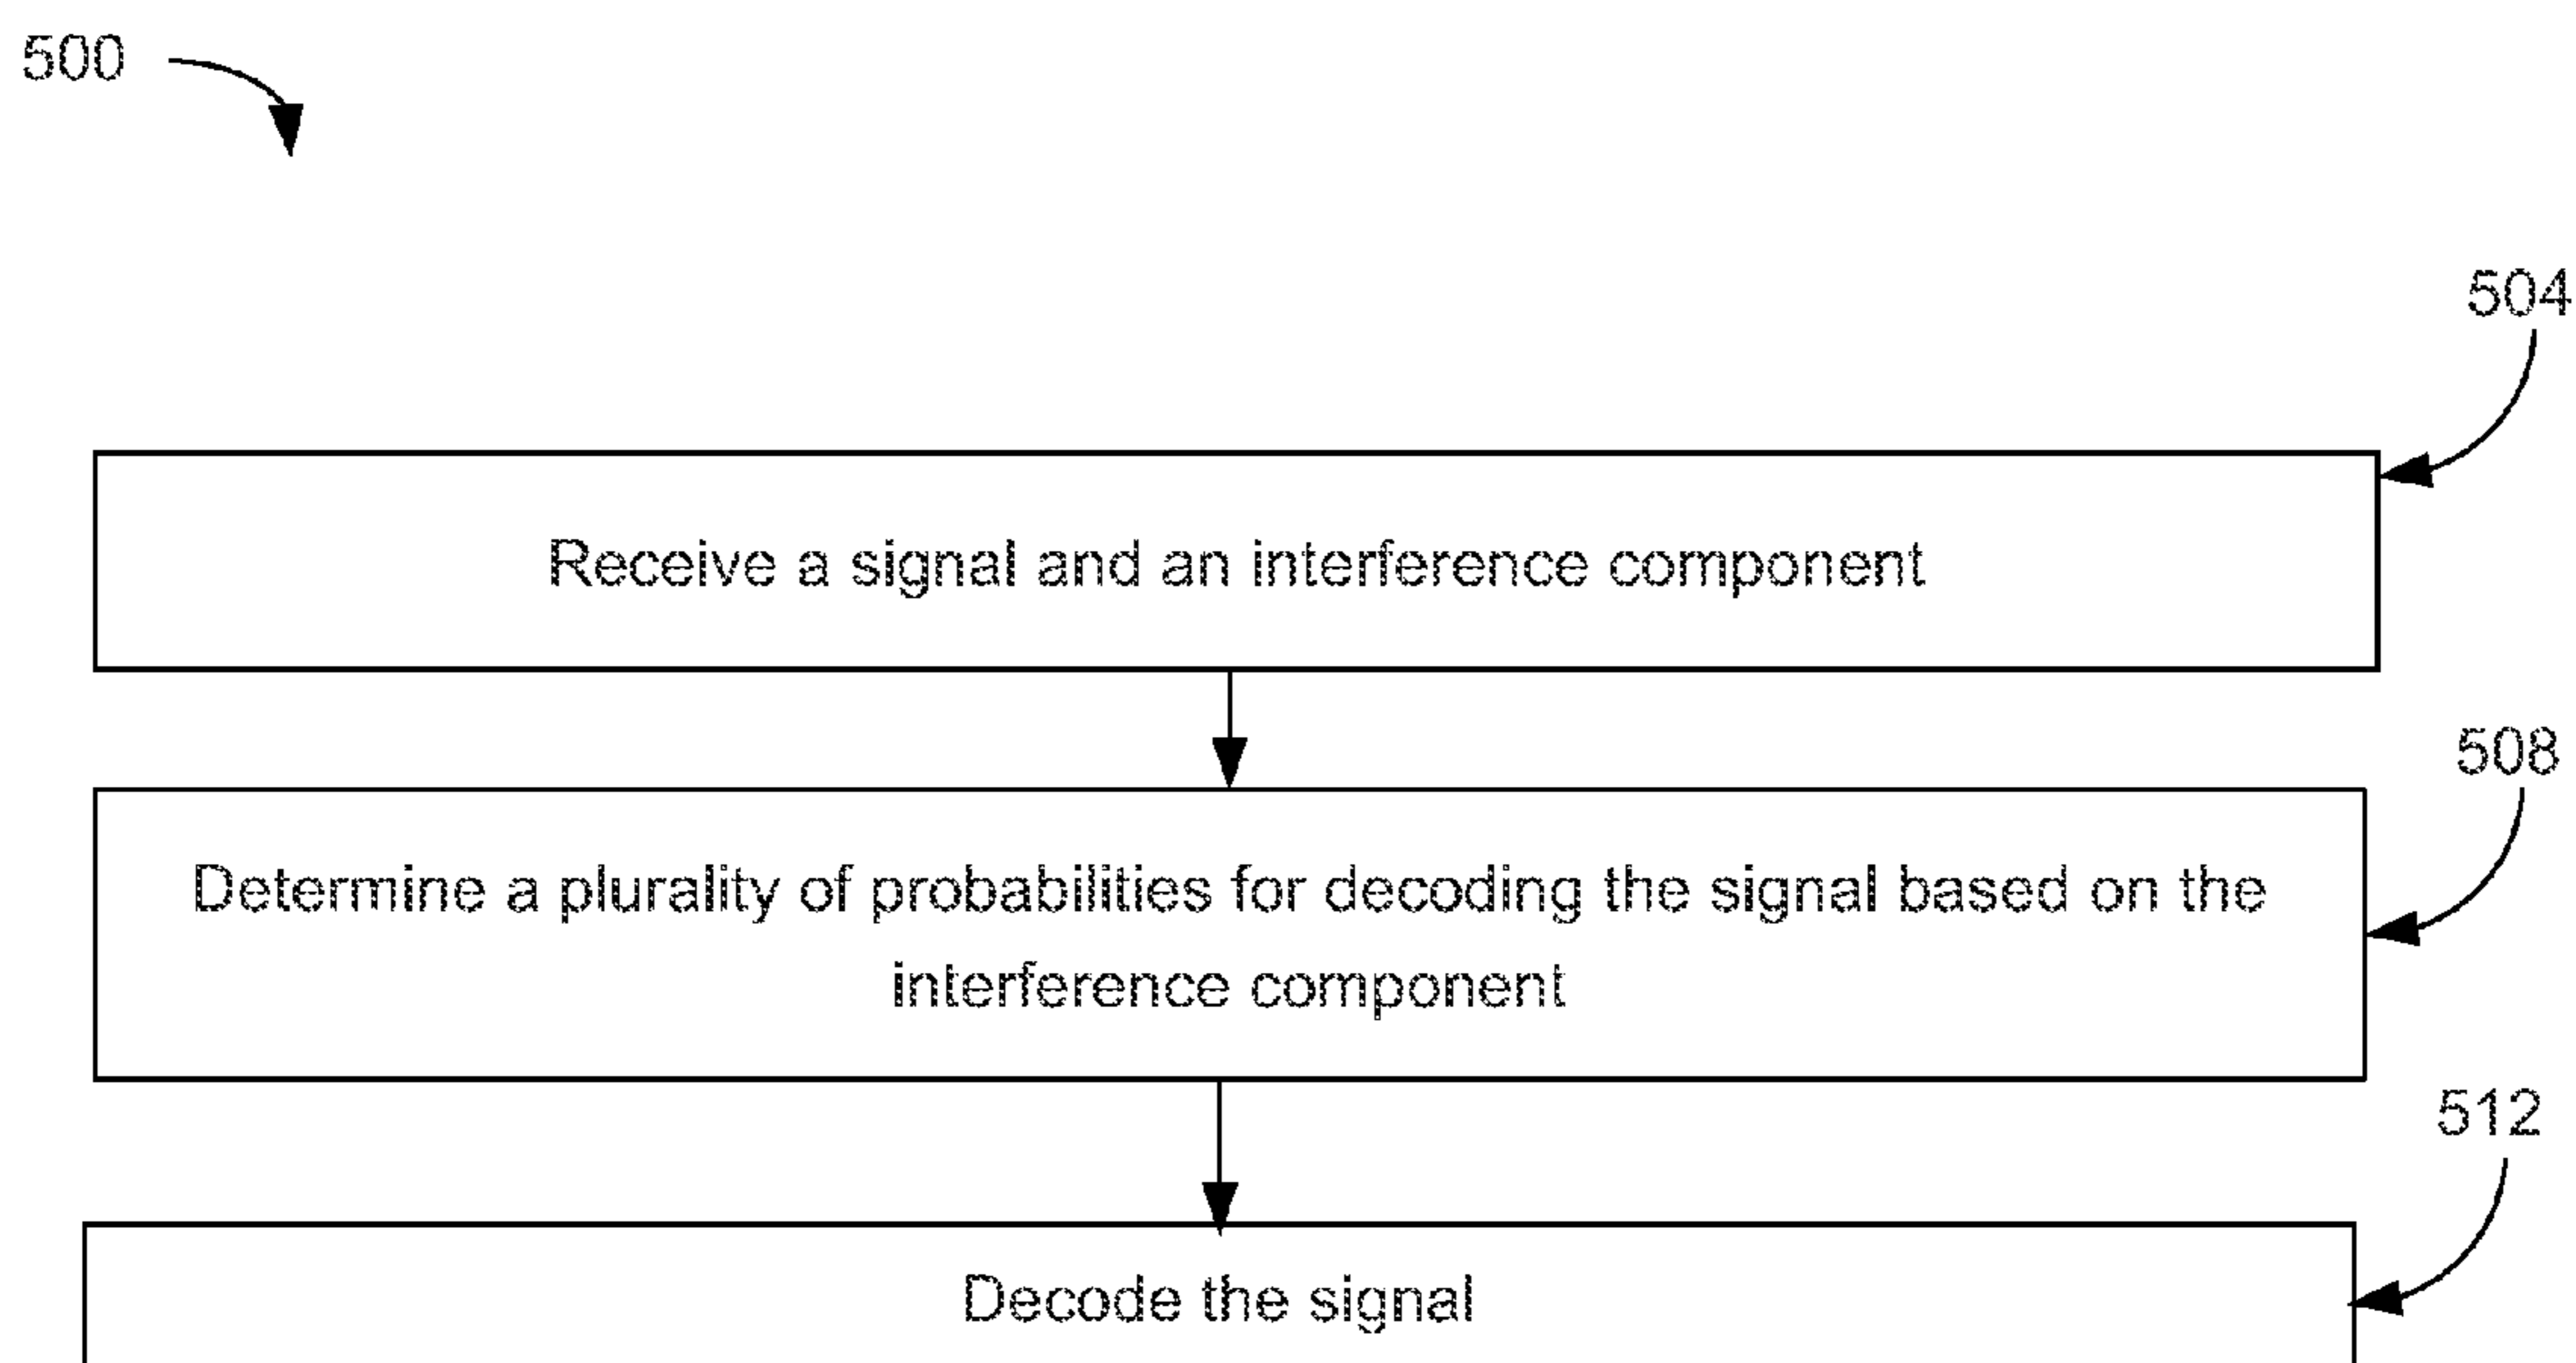 500
504
Receive a signal and an interference component
508
Determine a plurality of probabilities for decoding the signal based on the
interference component
512
Decode the signal